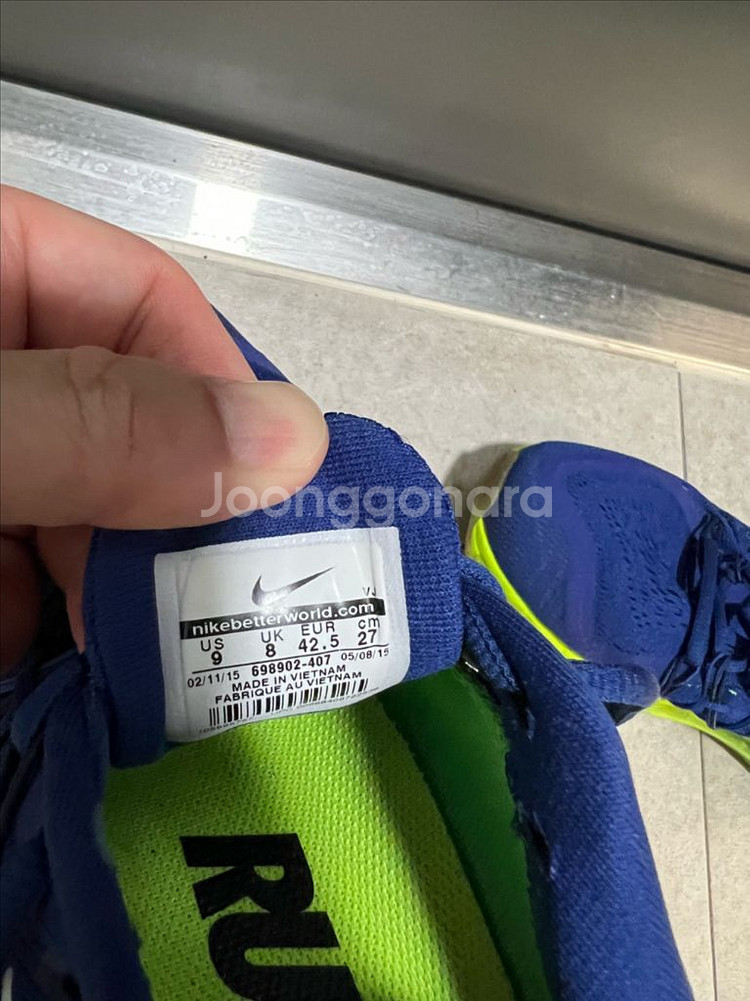 Joonggonara
VJ
nikebetterworld.com
US UK EUR cm
9 8 42.5 27
02/11/15 698902-407 05/08/15
MADE IN VIETNAM
FABRIQUE AU VIETNAM
RU